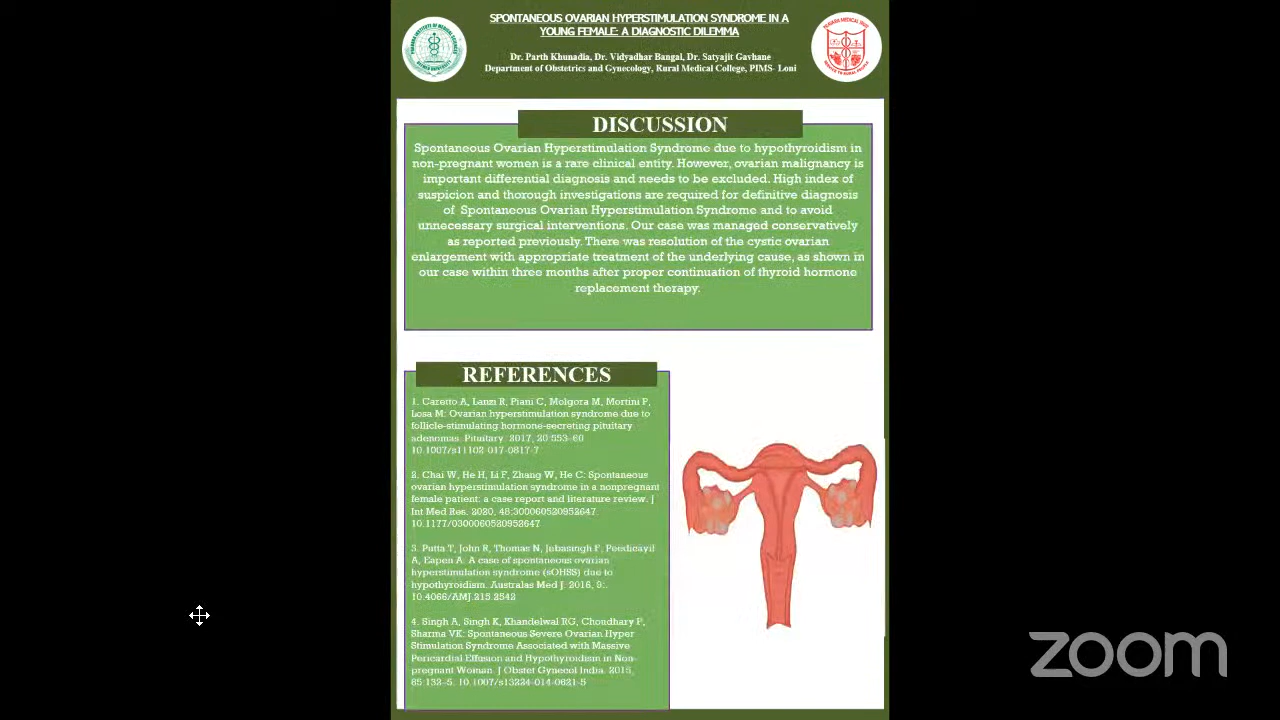 SPONTANEOUS OVARIAN HYPERSTIMULATION SYNDROME IN A
YOUNG FEMALE: A DIAGNOSTIC DILEMMA
Dr. Parth Khunadia, Dr. Vidyadhar Bangal, Dr. Satyajit Gavhane
Department of Obstetrics and Gynecology, Rural Medical College, PIMS- Loni
DISCUSSION
Spontaneous Ovarian Hyperstimulation Syndrome due to hypothyroidism in
non-pregnant women is a rare clinical entity. However, ovarian malignancy is
important differential diagnosis and needs to be excluded. High index of
suspicion and thorough investigations are required for definitive diagnosis
of Spontaneous Ovarian Hyperstimulation Syndrome and to avoid
unnecessary surgical interventions. Our case was managed conservatively
as reported previously. There was resolution of the cystic ovarian
enlargement with appropriate treatment of the underlying cause, as shown in
our case within three months after proper continuation of thyroid hormone
replacement therapy.
REFERENCES
1. Caretto A, Lanzi R, Piani C, Molgora M, Mortini P,
Losa M: Ovarian hyperstimulation syndrome due to
follicle-stimulating hormone-secreting pituitary
adenomas. Pituitary. 2017, 20:553-60
10.1007/s11102-017-0817-7
2. Chai W, He H, Li F, Zhang W, He C: Spontaneous
ovarian hyperstimulation syndrome in a nonpregnant
female patient: a case report and literature review. J
Int Med Res. 2020, 48:300060520952647.
10.1177/0300060520952647
3. Putta T, John R, Thomas N, Jebasingh F, Peedicayil
A, Eapen A: A case of spontaneous ovarian
hyperstimulation syndrome (sOHSS) due to
hypothyroidism. Australas Med J. 2016, 9:.
10.4066/AMJ.215.2542
4. Singh A, Singh K, Khandelwal RG, Choudhary P,
Sharma VK: Spontaneous Severe Ovarian Hyper
Stimulation Syndrome Associated with Massive
Pericardial Effusion and Hypothyroidism in Non-
pregnant Woman. J Obstet Gynecol India. 2015,
65:132-5. 10.1007/s13224-014-0621-5
zoom